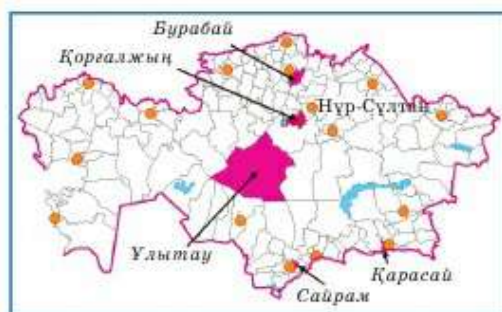 Бурабай
Қорғалжың
Нұр-Сұлтан
Ұлытау
Қарасай
Сайрам